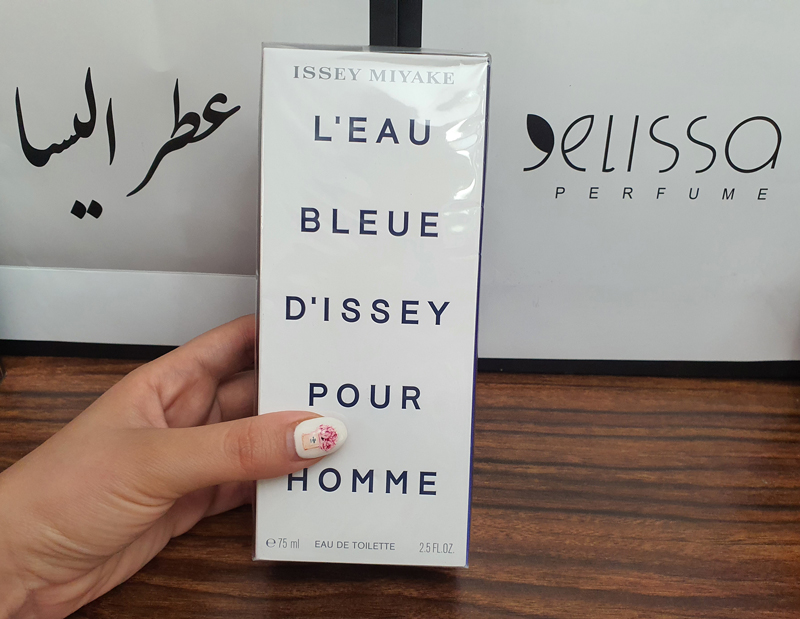 عطر الیسا
ISSEY MIYAKE
L'EAU
BLEUE
D'ISSEY
POUR
HOMME
℮ 75 ml EAU DE TOILETTE 2.5 FL.OZ.
elissa
PERFUME